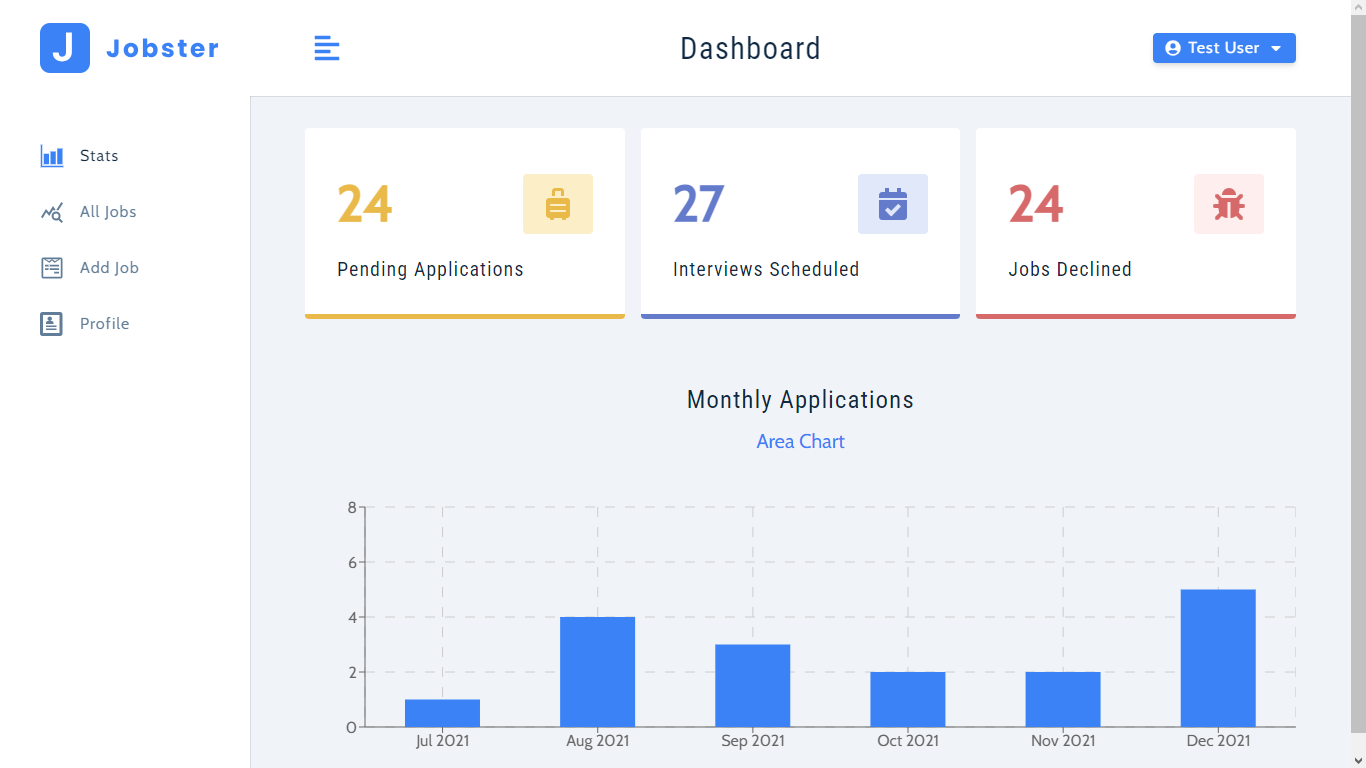 J Jobster
Dashboard
Test User
Stats
All Jobs
Add Job
Profile
24
Pending Applications
27
Interviews Scheduled
24
Jobs Declined
Monthly Applications
Area Chart
8
6
4
2
0
Jul 2021 Aug 2021 Sep 2021 Oct 2021 Nov 2021 Dec 2021